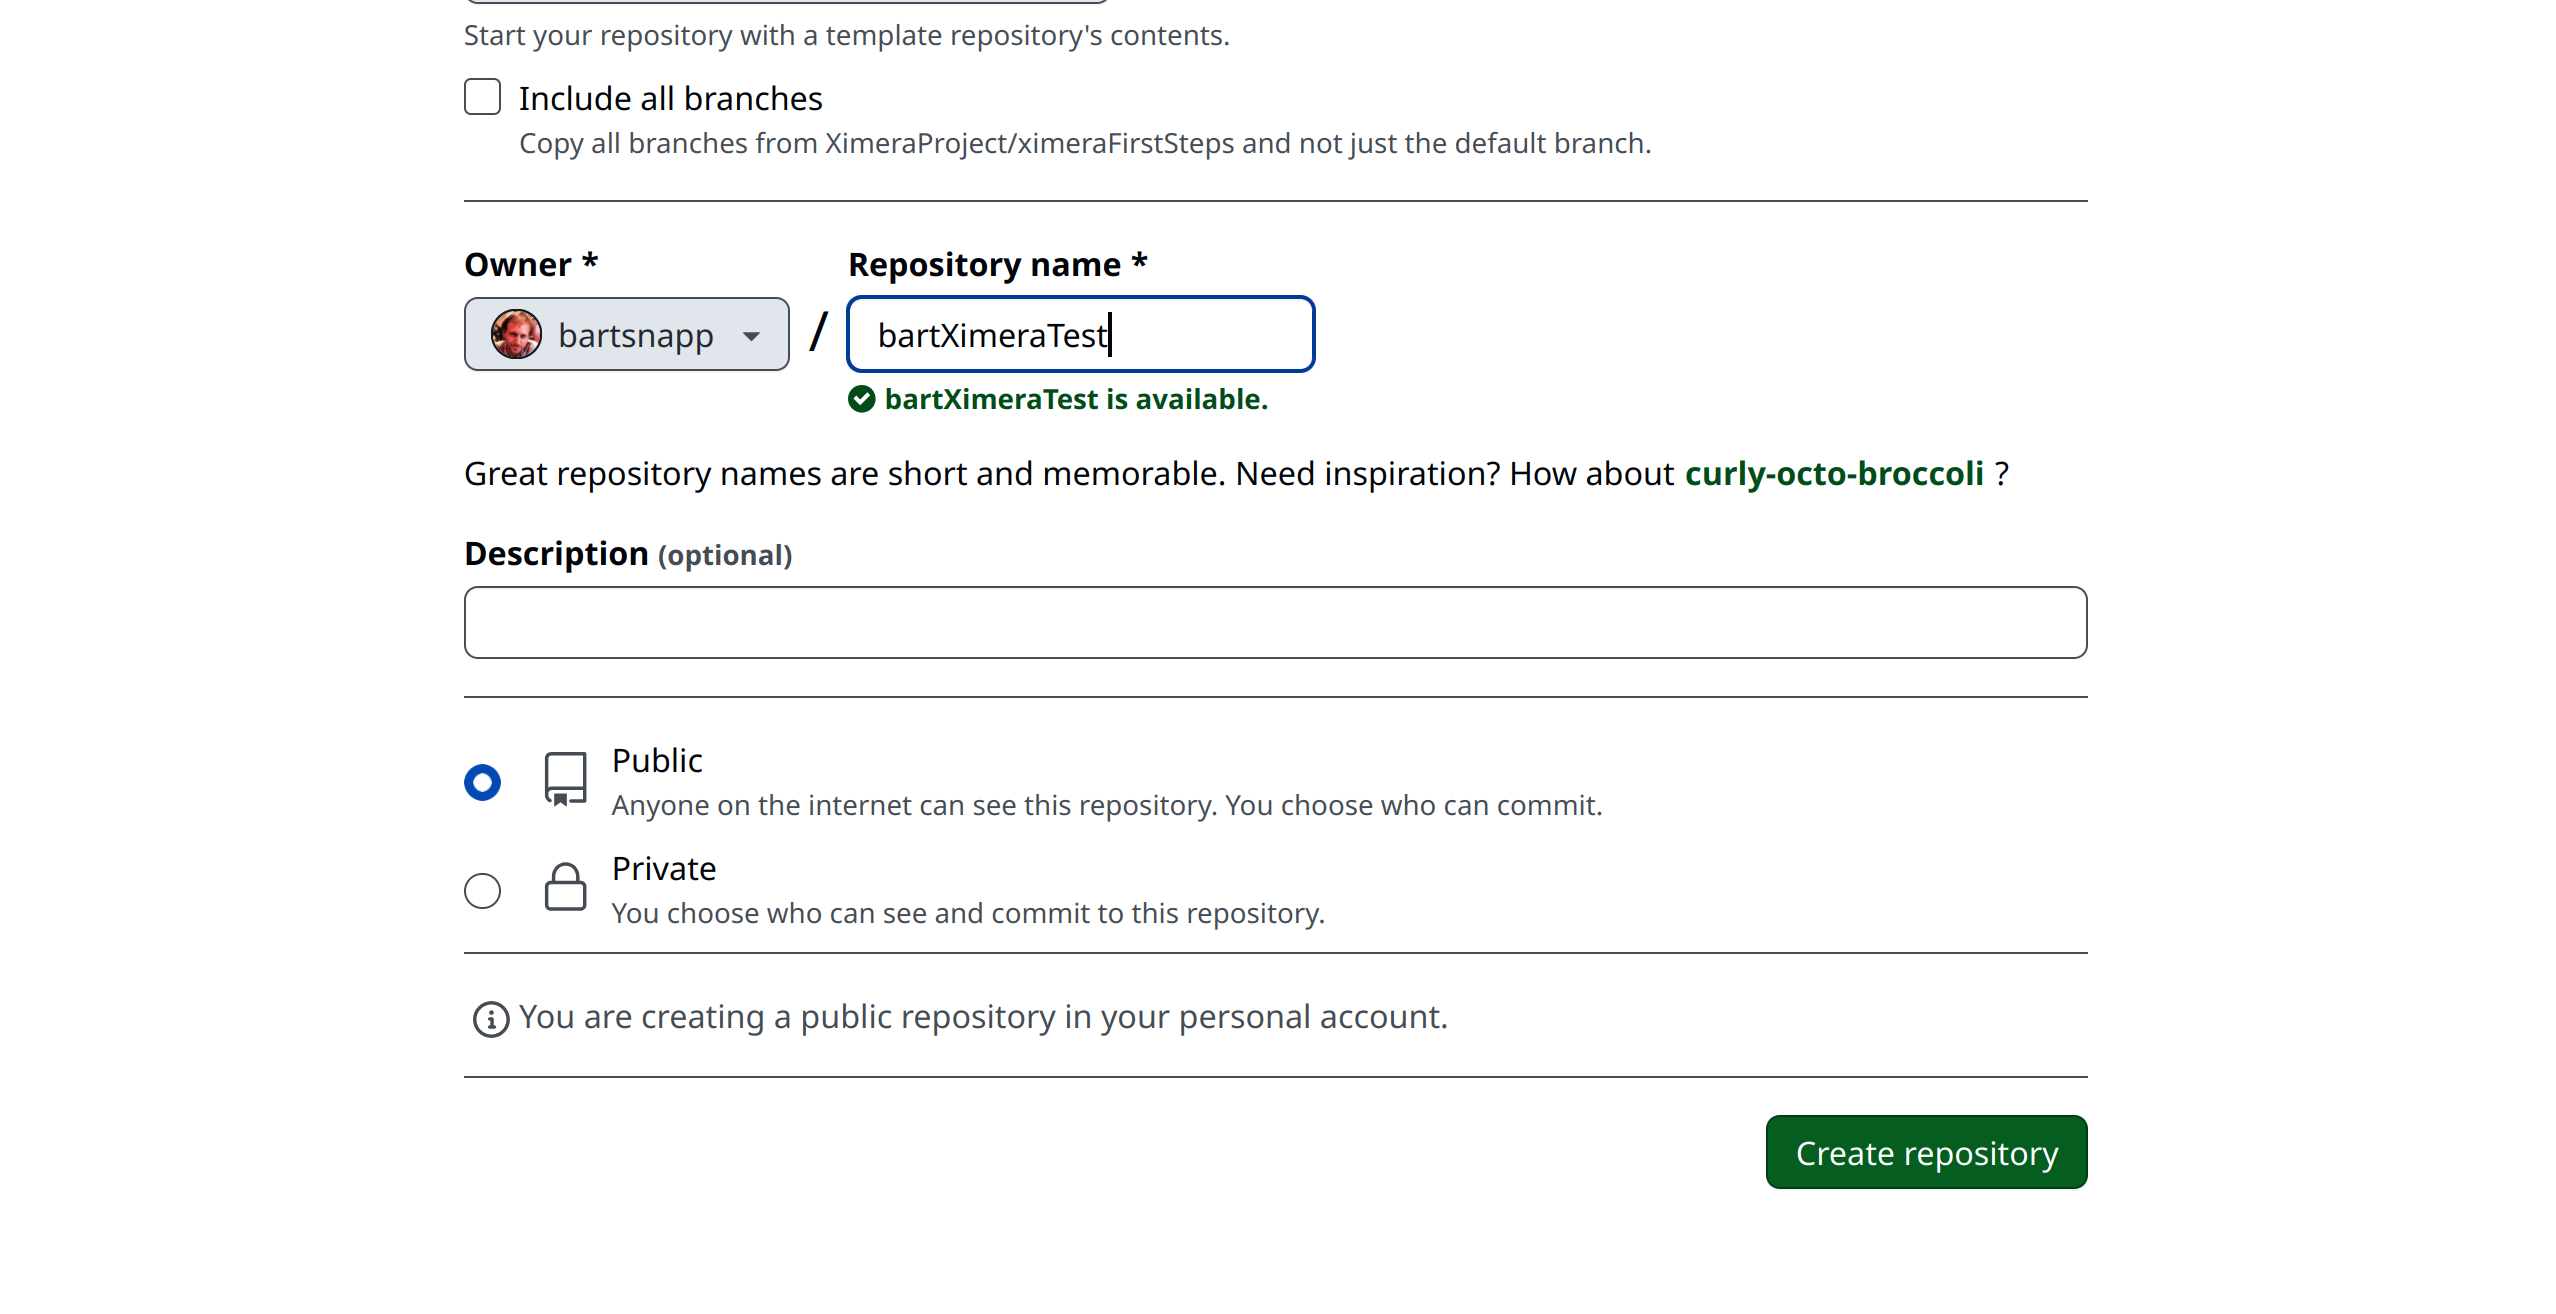 Start your repository with a template repository's contents.
Include all branches
Copy all branches from XimeraProject/ximeraFirstSteps and not just the default branch.
Owner * Repository name *
bartsnapp / bartXimeraTest
bartXimeraTest is available.
Great repository names are short and memorable. Need inspiration? How about curly-octo-broccoli ?
Description (optional)
Public
Anyone on the internet can see this repository. You choose who can commit.
Private
You choose who can see and commit to this repository.
You are creating a public repository in your personal account.
Create repository